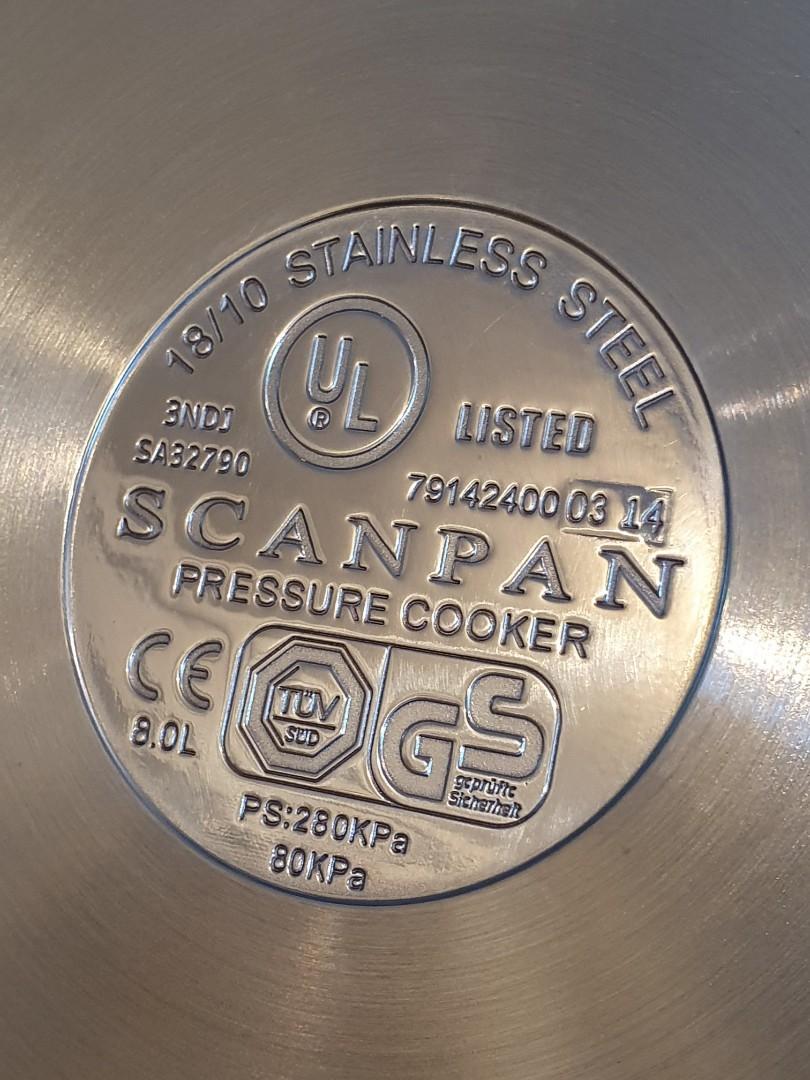 18/10 STAINLESS STEEL
UL ®
LISTED
3NDJ
SA32790
79142400 03 14
SCANPAN
PRESSURE COOKER
CE
8.0L
TÜV
SÜD
GS
geprüfte
Sicherheit
PS:280KPa
80KPa